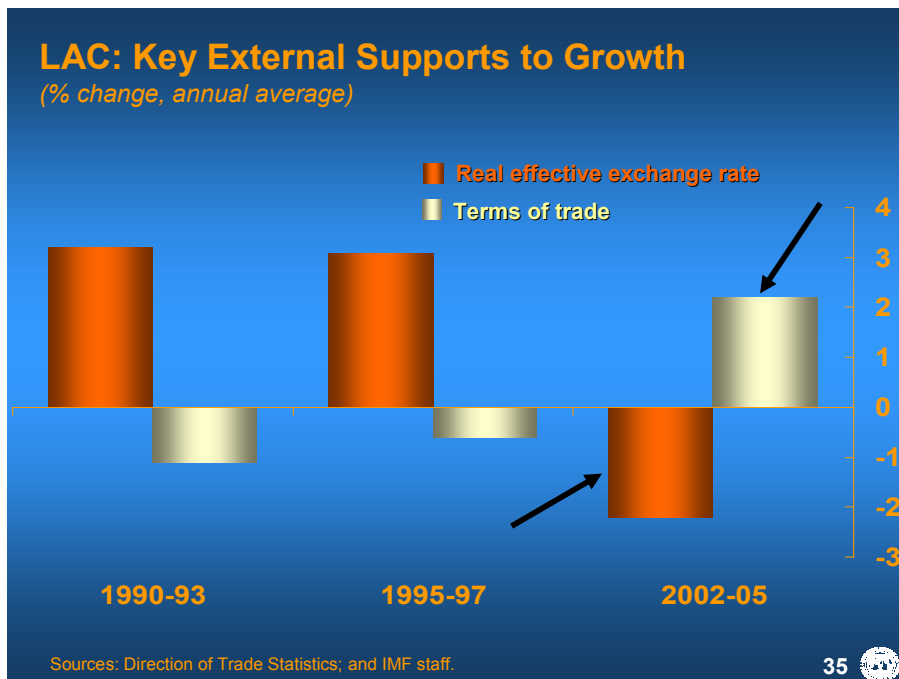 LAC: Key External Supports to Growth
(% change, annual average)
Real effective exchange rate
Terms of trade
4
3
2
1
0
-1
-2
-3
1990-93
1995-97
2002-05
Sources: Direction of Trade Statistics; and IMF staff.
35